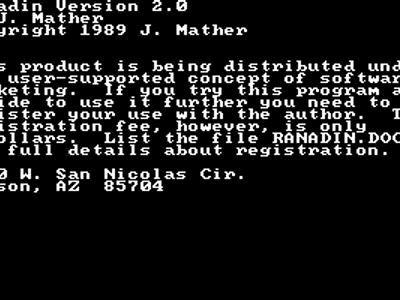 adin Version 2.0
J. Mather
yright 1989 J. Mather
s product is being distributed und
user-supported concept of softwar
keting. If you try this program a
ide to use it further you need to
ister your use with the author. T
istration fee, however, is only
ollars. List the file RANADIN.DOC
full details about registration.
0 W. San Nicolas Cir.
son, AZ 85704